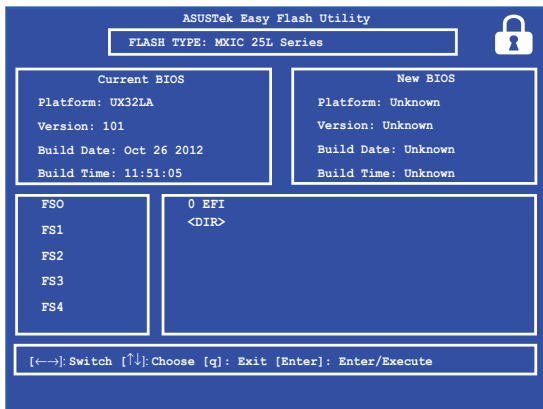 ASUSTek Easy Flash Utility
FLASH TYPE: MXIC 25L Series
Current BIOS
Platform: UX32LA
Version: 101
Build Date: Oct 26 2012
Build Time: 11:51:05
New BIOS
Platform: Unknown
Version: Unknown
Build Date: Unknown
Build Time: Unknown
FSO
FS1
FS2
FS3
FS4
0 EFI
<DIR>
[←→]: Switch [↑↓]: Choose [q]: Exit [Enter]: Enter/Execute